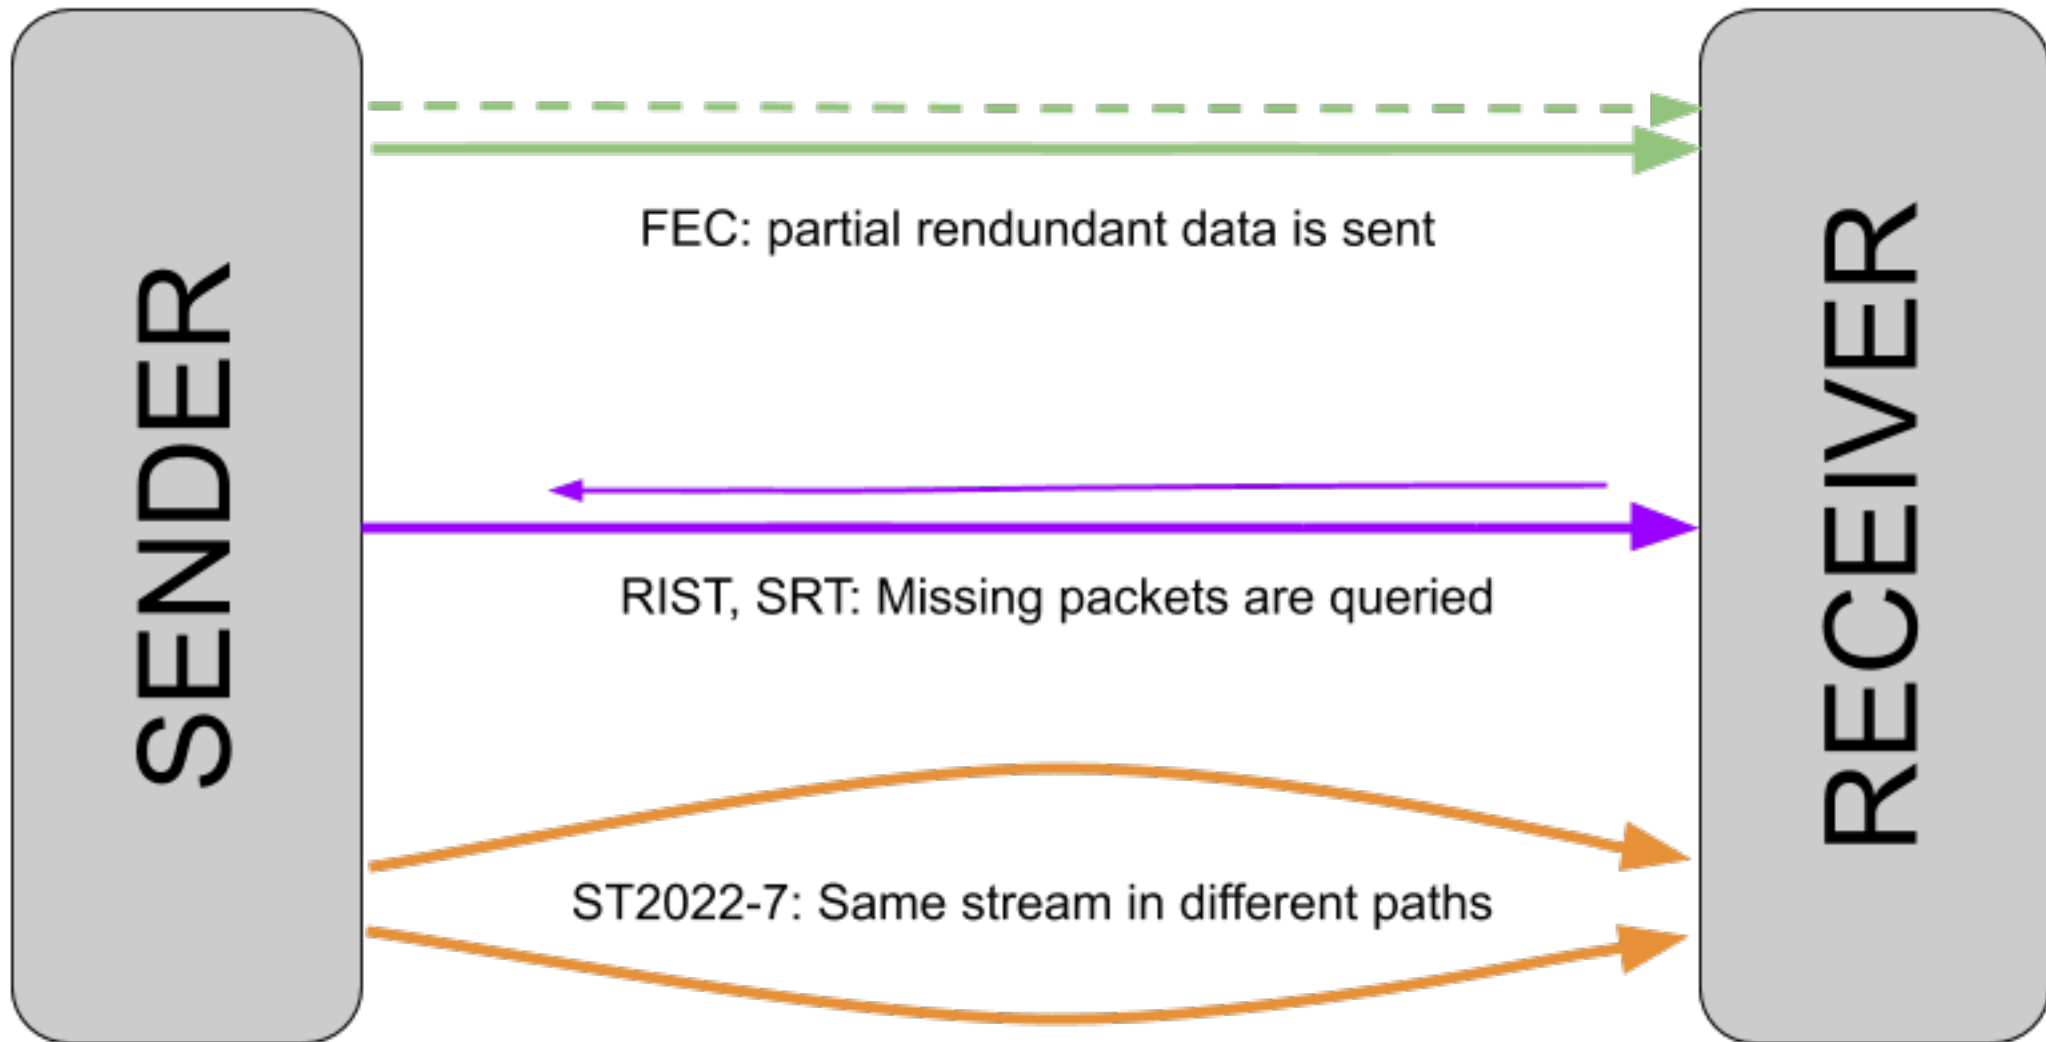 SENDER
FEC: partial rendundant data is sent
RIST, SRT: Missing packets are queried
ST2022-7: Same stream in different paths
RECEIVER